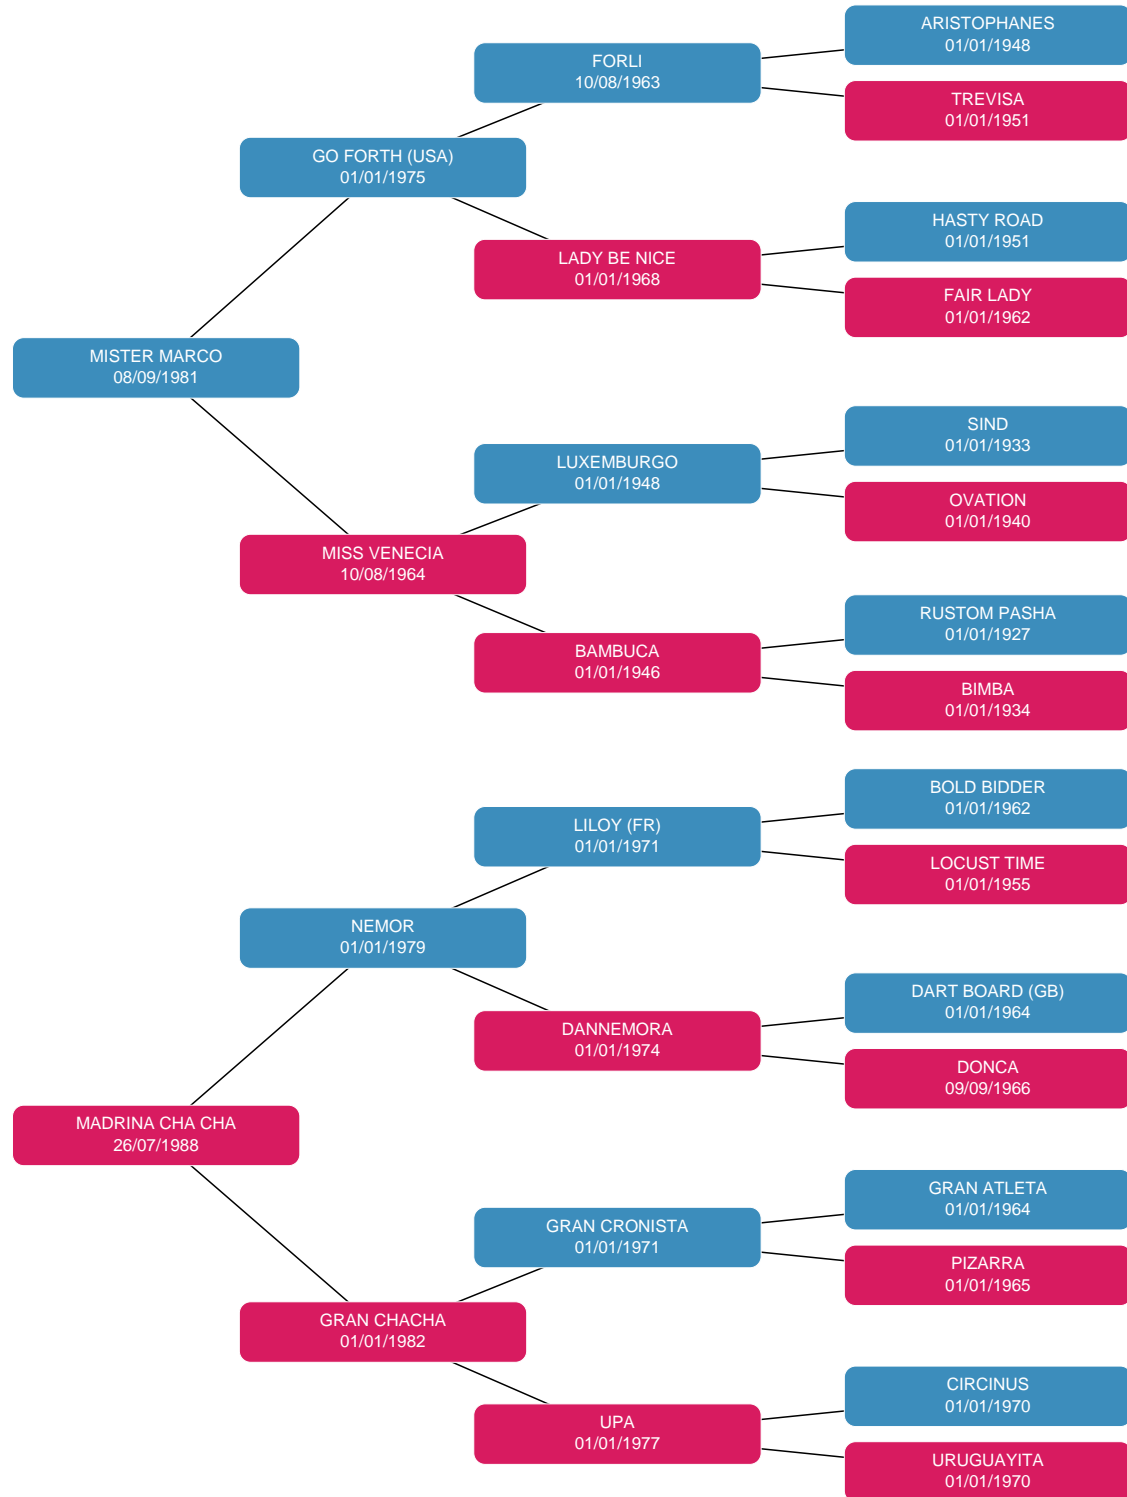 ARISTOPHANES
01/01/1948
FORLI
10/08/1963
TREVISA
01/01/1951
GO FORTH (USA)
01/01/1975
HASTY ROAD
01/01/1951
LADY BE NICE
01/01/1968
FAIR LADY
01/01/1962
MISTER MARCO
08/09/1981
SIND
01/01/1933
LUXEMBURGO
01/01/1948
OVATION
01/01/1940
MISS VENECIA
10/08/1964
RUSTOM PASHA
01/01/1927
BAMBUCA
01/01/1946
BIMBA
01/01/1934
BOLD BIDDER
01/01/1962
LILOY (FR)
01/01/1971
LOCUST TIME
01/01/1955
NEMOR
01/01/1979
DART BOARD (GB)
01/01/1964
DANNEMORA
01/01/1974
DONCA
09/09/1966
MADRINA CHA CHA
26/07/1988
GRAN ATLETA
01/01/1964
GRAN CRONISTA
01/01/1971
PIZARRA
01/01/1965
GRAN CHACHA
01/01/1982
CIRCINUS
01/01/1970
UPA
01/01/1977
URUGUAYITA
01/01/1970